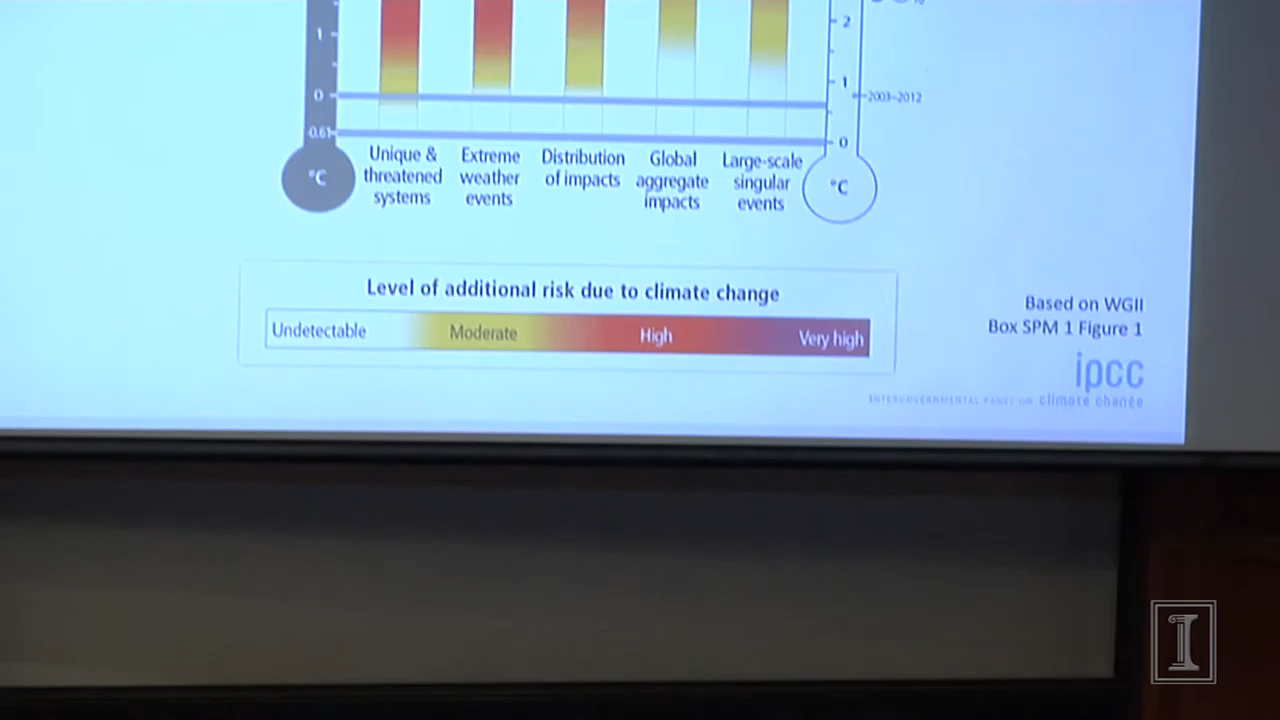 2
1
1
0
2003–2012
-0.61
0
Unique &
threatened
systems
Extreme
weather
events
Distribution
of impacts
Global
aggregate
impacts
Large-scale
singular
events
°C
°C
Level of additional risk due to climate change
Undetectable
Moderate
High
Very high
Based on WGII
Box SPM 1 Figure 1
ipcc
INTERGOVERNMENTAL PANEL ON climate change
I